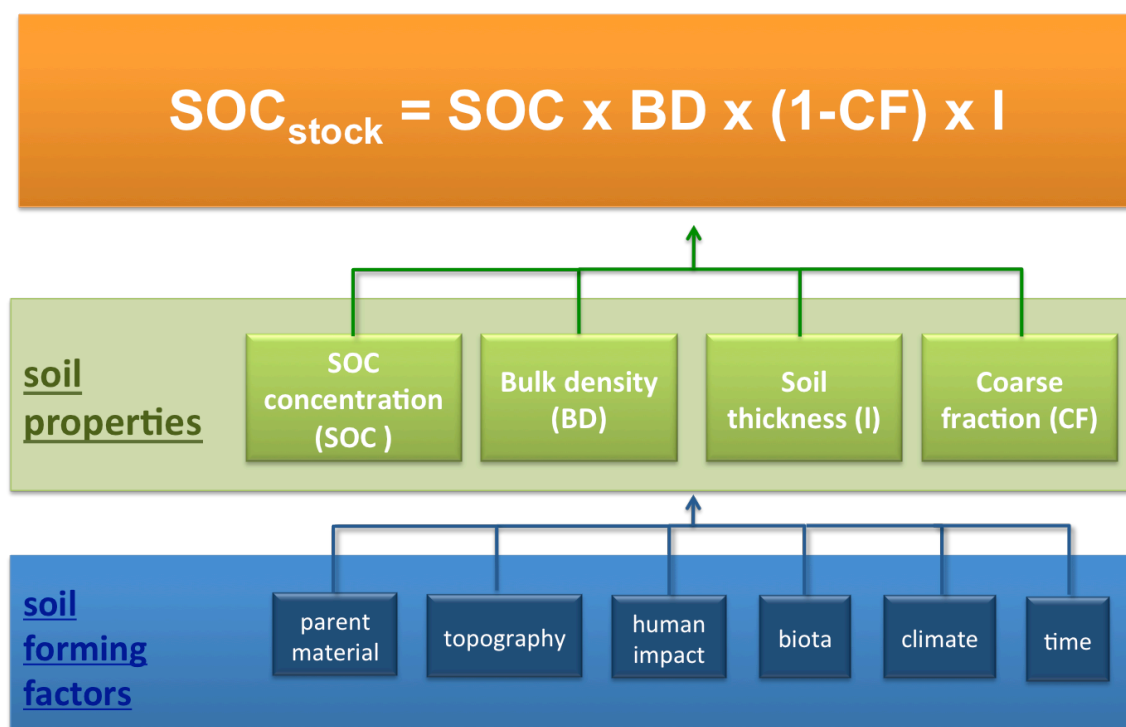 SOCstock = SOC x BD x (1-CF) x l
soil
properties
SOC
concentration
(SOC )
Bulk density
(BD)
Soil
thickness (l)
Coarse
fraction (CF)
soil
forming
factors
parent
material
topography
human
impact
biota
climate
time